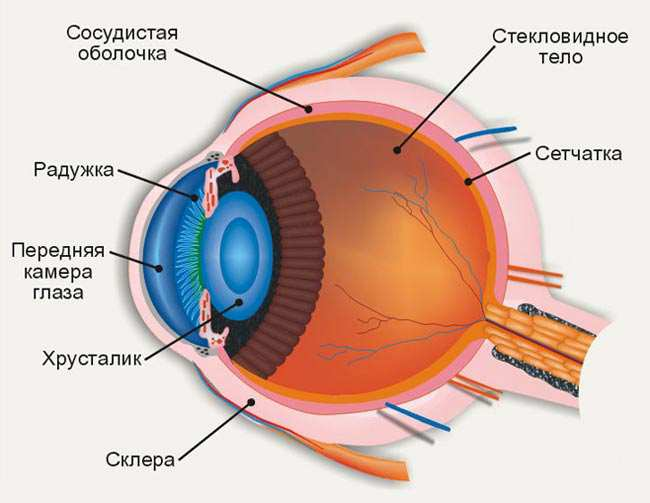 Сосудистая
оболочка
Стекловидное
тело
Радужка
Сетчатка
Передняя
камера
глаза
Хрусталик
Склера